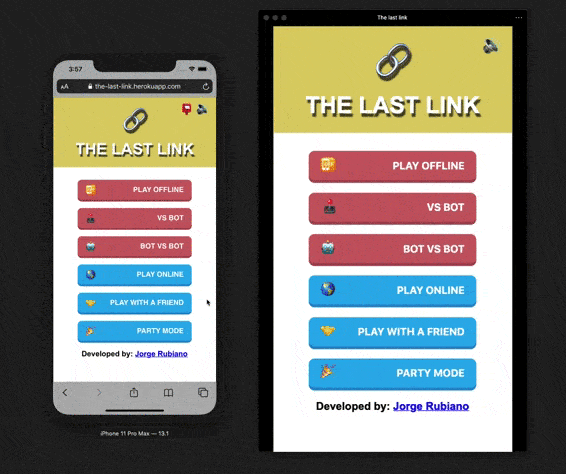 3:57
AA the-last-link.herokuapp.com
THE LAST LINK
PLAY OFFLINE
VS BOT
BOT VS BOT
PLAY ONLINE
PLAY WITH A FRIEND
PARTY MODE
Developed by: Jorge Rubiano
iPhone 11 Pro Max — 13.1
The last link
THE LAST LINK
PLAY OFFLINE
VS BOT
BOT VS BOT
PLAY ONLINE
PLAY WITH A FRIEND
PARTY MODE
Developed by: Jorge Rubiano